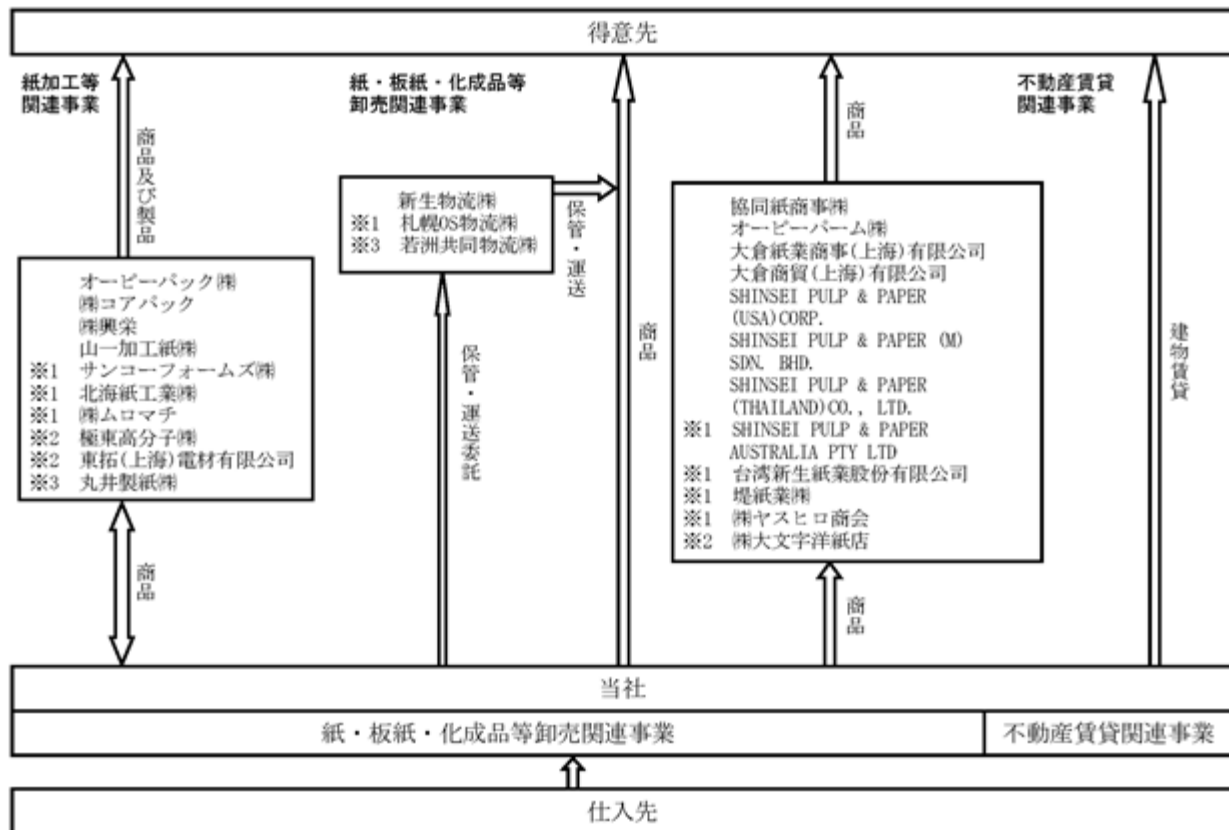 得意先
紙加工等
関連事業
商品及び製品
オーピーパック㈱
㈱コアパック
㈱興栄
山一加工紙㈱
※1 サンコーフォームズ㈱
※1 北海紙工業㈱
※1 ㈱ムロマチ
※2 極東高分子㈱
※2 東拓(上海)電材有限公司
※3 丸井製紙㈱
商品
紙・板紙・化成品等
卸売関連事業
新生物流㈱
※1 札幌OS物流㈱
※3 若洲共同物流㈱
保管・運送
保管・運送委託
商品
商品
協同紙商事㈱
オーピーパーム㈱
大倉紙業商事(上海)有限公司
大倉商貿(上海)有限公司
SHINSEI PULP & PAPER
(USA)CORP.
SHINSEI PULP & PAPER (M)
SDN. BHD.
SHINSEI PULP & PAPER
(THAILAND)CO., LTD.
※1 SHINSEI PULP & PAPER
AUSTRALIA PTY LTD
※1 台湾新生紙業股份有限公司
※1 堤紙業㈱
※1 ㈱ヤスヒロ商会
※2 ㈱大文字洋紙店
商品
不動産賃貸
関連事業
建物賃貸
当社
紙・板紙・化成品等卸売関連事業
不動産賃貸関連事業
仕入先